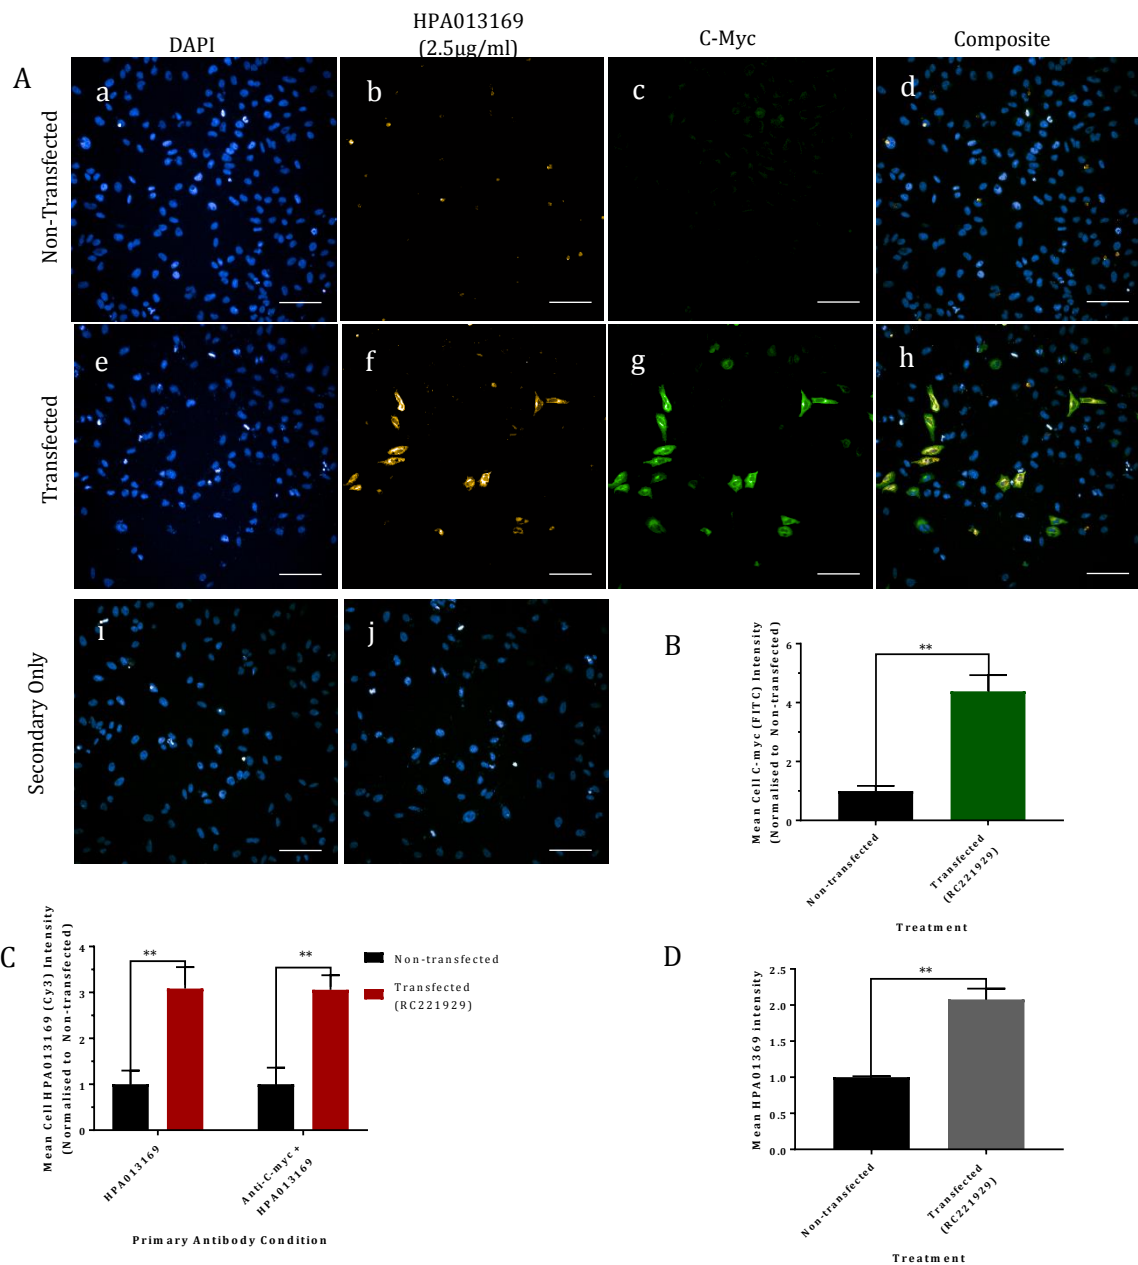 DAPI
HPA013169
(2.5µg/ml)
C-Myc
Composite
A
Non-Transfected
a
b
c
d
Transfected
e
f
g
h
Secondary Only
i
j
B
Mean Cell C-myc (FITC) Intensity
(Normalised to Non-transfected)
6
4
2
0
**
Non-transfected
Transfected
(RC221929)
Treatment
C
Mean Cell HPA013169 (Cy3) Intensity
(Normalised to Non-transfected)
4
3
2
1
0
**
**
HPA013169
Anti-C-myc+
HPA013169
Primary Antibody Condition
Non-transfected
Transfected
(RC221929)
D
Mean HPA01369 intensity
2.5
2.0
1.5
1.0
0.5
0.0
**
Non-transfected
Transfected
(RC221929)
Treatment